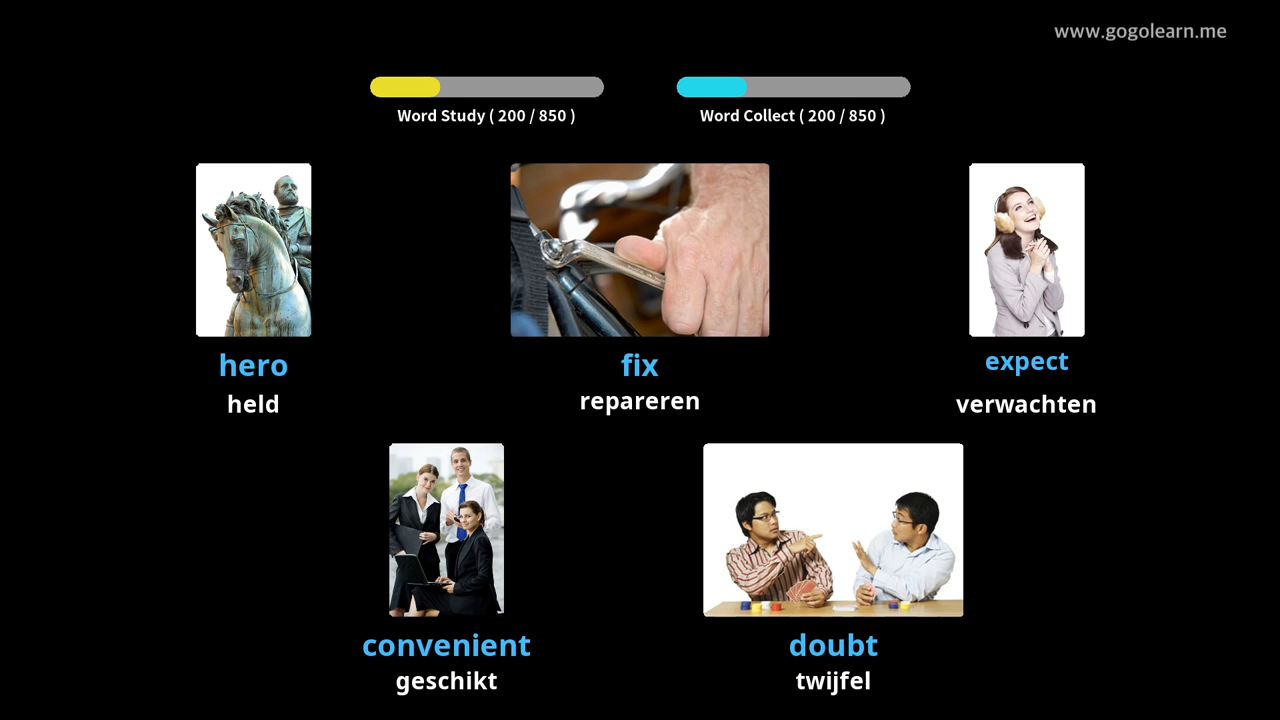 www.gogolearn.me
Word Study ( 200 / 850 )
Word Collect ( 200 / 850 )
hero
held
fix
repareren
expect
verwachten
convenient
geschikt
doubt
twijfel